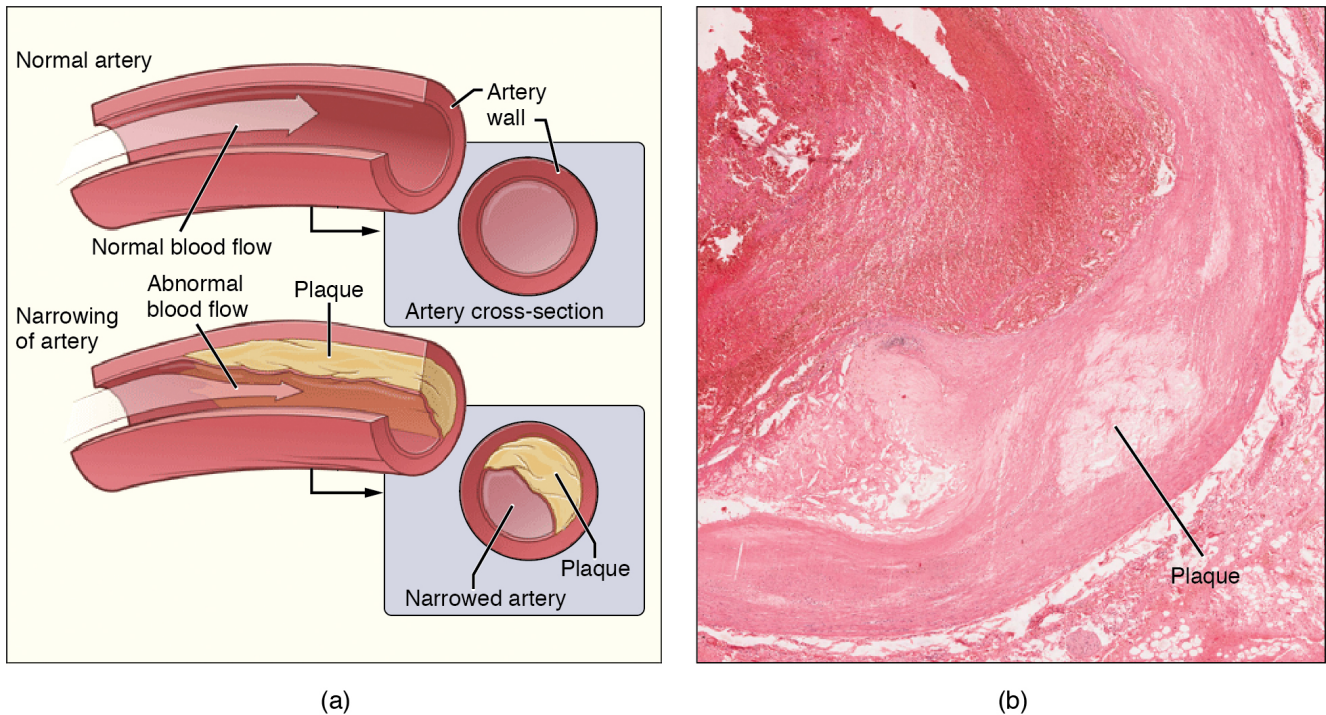 Normal artery
Artery
wall
Normal blood flow
Artery cross-section
Abnormal
blood flow
Plaque
Narrowing
of artery
Plaque
Narrowed artery
Plaque
(a)
(b)